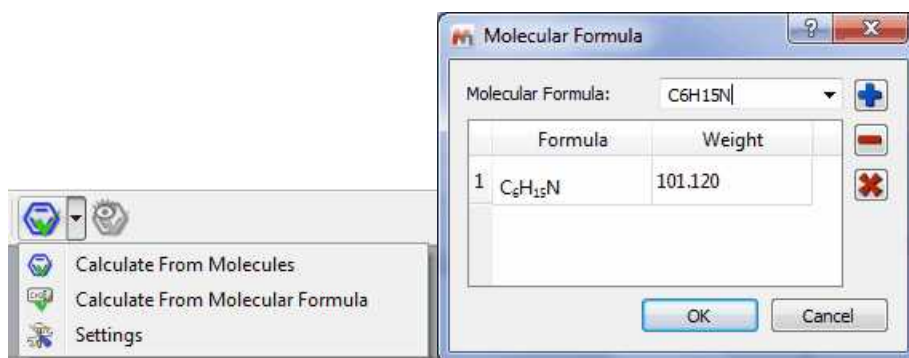 Molecular Formula
?
Molecular Formula: C6H15N
Formula Weight
1 C₆H₁₅N 101.120
OK Cancel
Calculate From Molecules
Calculate From Molecular Formula
Settings